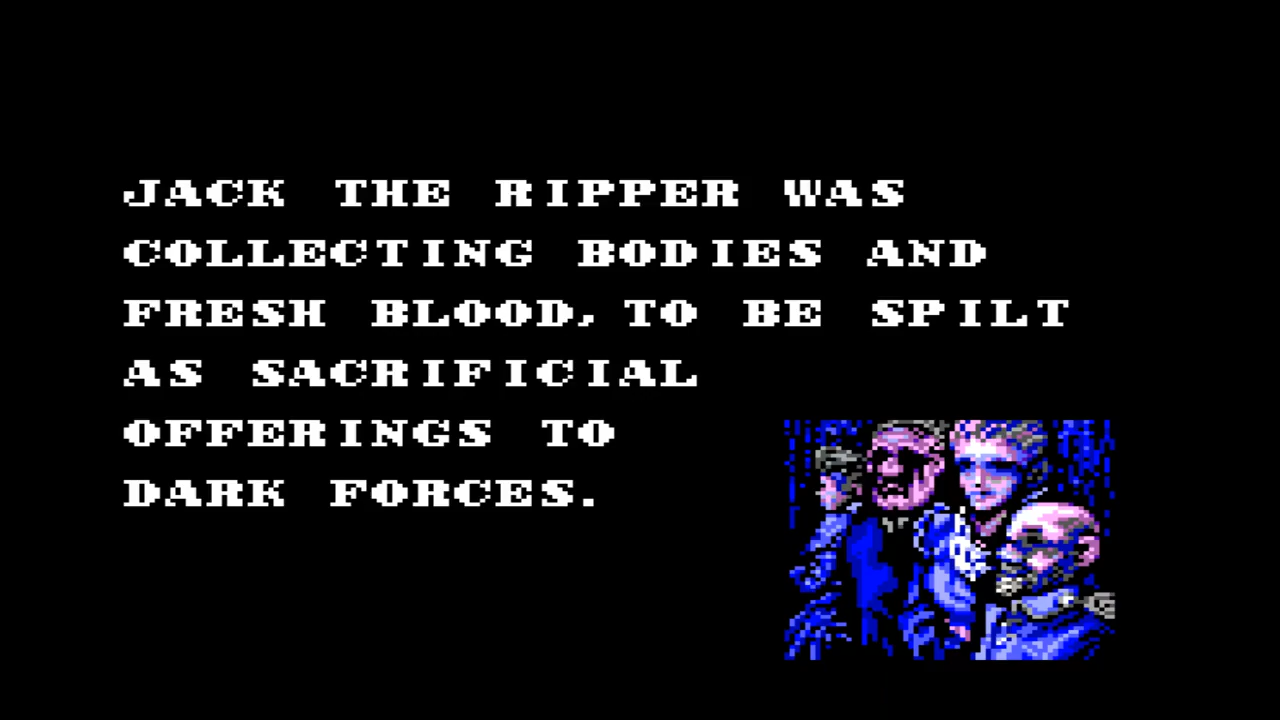 JACK THE RIPPER WAS
COLLECTING BODIES AND
FRESH BLOOD, TO BE SPILT
AS SACRIFICIAL
OFFERINGS TO
DARK FORCES.